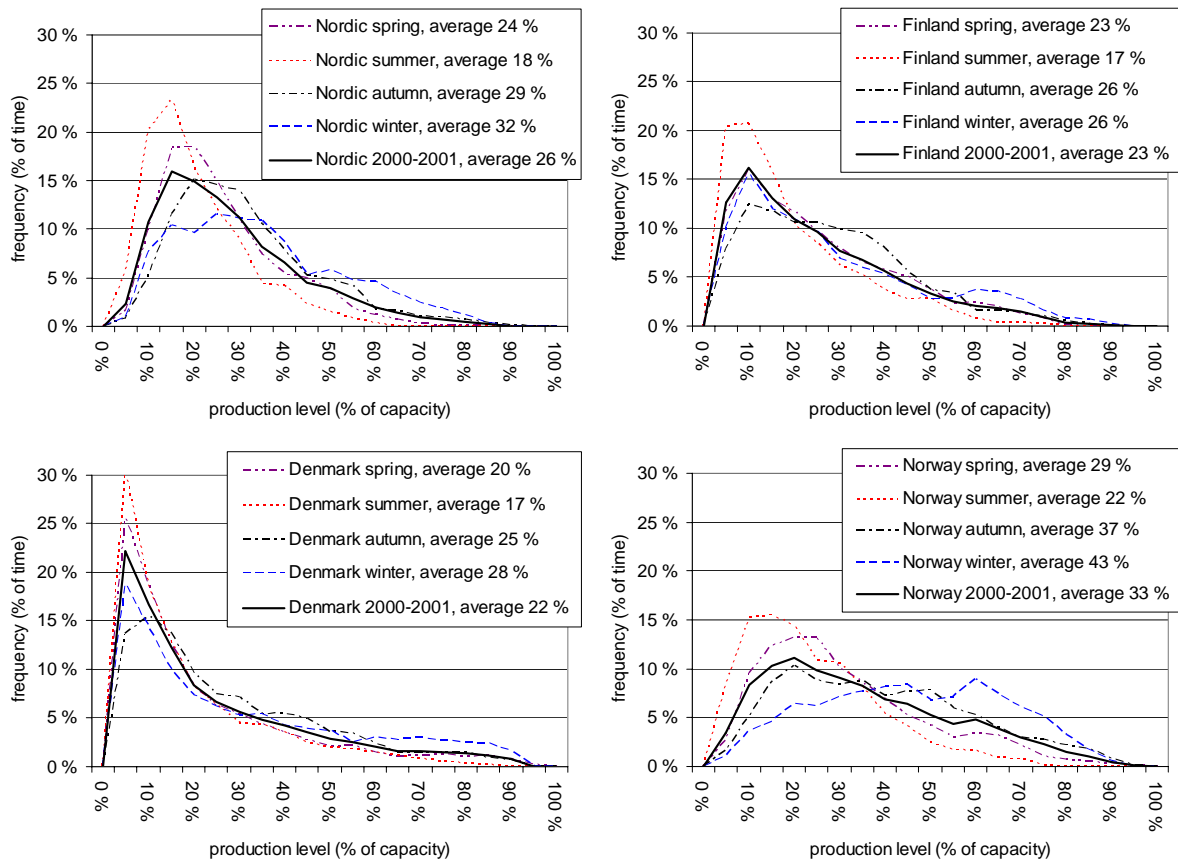 Nordic spring, average 24 %
Nordic summer, average 18 %
Nordic autumn, average 29 %
Nordic winter, average 32 %
Nordic 2000-2001, average 26 %
30 %
25 %
20 %
15 %
10 %
5 %
0 %
frequency (% of time)
0 %
10 %
20 %
30 %
40 %
50 %
60 %
70 %
80 %
90 %
100 %
production level (% of capacity)
Finland spring, average 23 %
Finland summer, average 17 %
Finland autumn, average 26 %
Finland winter, average 26 %
Finland 2000-2001, average 23 %
30 %
25 %
20 %
15 %
10 %
5 %
0 %
frequency (% of time)
0 %
10 %
20 %
30 %
40 %
50 %
60 %
70 %
80 %
90 %
100 %
production level (% of capacity)
Denmark spring, average 20 %
Denmark summer, average 17 %
Denmark autumn, average 25 %
Denmark winter, average 28 %
Denmark 2000-2001, average 22 %
30 %
25 %
20 %
15 %
10 %
5 %
0 %
frequency (% of time)
0 %
10 %
20 %
30 %
40 %
50 %
60 %
70 %
80 %
90 %
100 %
production level (% of capacity)
Norway spring, average 29 %
Norway summer, average 22 %
Norway autumn, average 37 %
Norway winter, average 43 %
Norway 2000-2001, average 33 %
30 %
25 %
20 %
15 %
10 %
5 %
0 %
frequency (% of time)
0 %
10 %
20 %
30 %
40 %
50 %
60 %
70 %
80 %
90 %
100 %
production level (% of capacity)